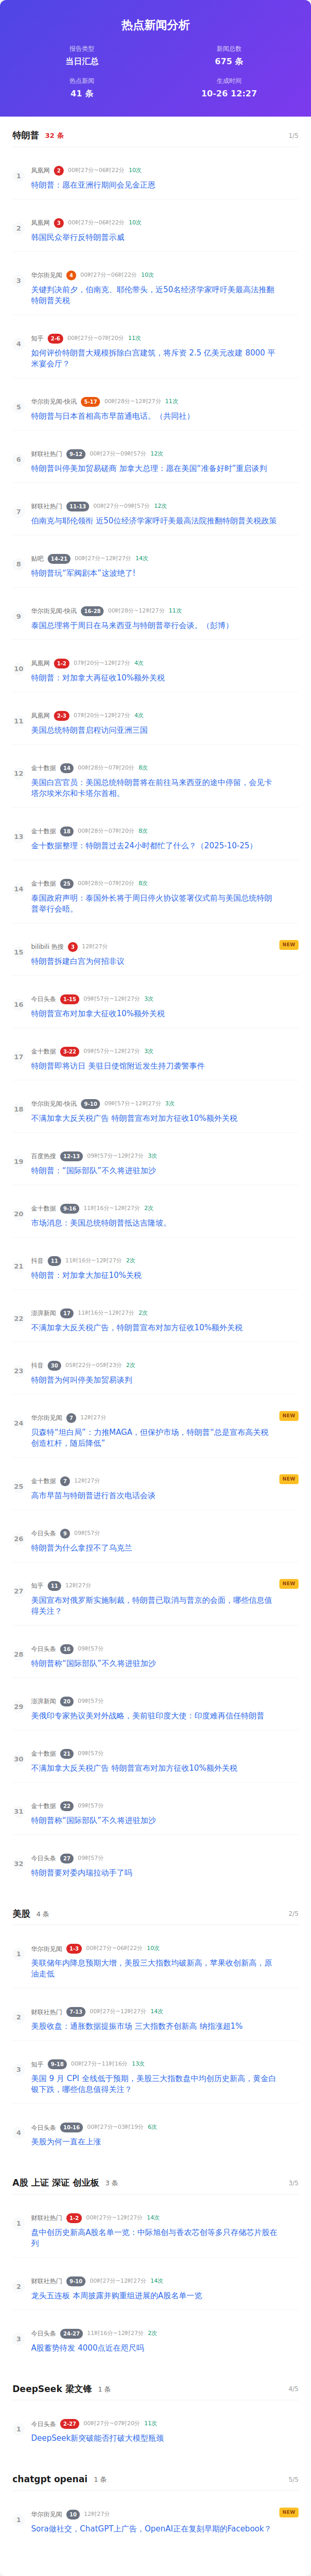 热点新闻分析
报告类型
当日汇总
新闻总数
675 条
热点新闻
41 条
生成时间
10-26 12:27
特朗普 32 条 1/5
1
凤凰网 2 00时27分~06时22分 10次
特朗普：愿在亚洲行期间会见金正恩
2
凤凰网 3 00时27分~06时22分 10次
韩国民众举行反特朗普示威
3
华尔街见闻 4 00时27分~06时22分 10次
关键判决前夕，伯南克、耶伦带头，近50名经济学家呼吁美最高法推翻
特朗普关税
4
知乎 2-6 00时27分~07时20分 11次
如何评价特朗普大规模拆除白宫建筑，将斥资 2.5 亿美元改建 8000 平
米宴会厅？
5
华尔街见闻-快讯 5-17 00时28分~12时27分 11次
特朗普与日本首相高市早苗通电话。（共同社）
6
财联社热门 9-12 00时27分~09时57分 12次
特朗普叫停美加贸易磋商 加拿大总理：愿在美国“准备好时”重启谈判
7
财联社热门 11-13 00时27分~09时57分 12次
伯南克与耶伦领衔 近50位经济学家呼吁美最高法院推翻特朗普关税政策
8
贴吧 14-21 00时27分~12时27分 14次
特朗普玩“军阀剧本”这波绝了!
9
华尔街见闻-快讯 16-28 00时28分~12时27分 11次
泰国总理将于周日在马来西亚与特朗普举行会谈。（彭博）
10
凤凰网 1-2 07时20分~12时27分 4次
特朗普：对加拿大再征收10%额外关税
11
凤凰网 2-3 07时20分~12时27分 4次
美国总统特朗普启程访问亚洲三国
12
金十数据 14 00时28分~07时20分 8次
美国白宫官员：美国总统特朗普将在前往马来西亚的途中停留，会见卡
塔尔埃米尔和卡塔尔首相。
13
金十数据 18 00时28分~07时20分 8次
金十数据整理：特朗普过去24小时都忙了什么？（2025-10-25）
14
金十数据 25 00时28分~07时20分 8次
泰国政府声明：泰国外长将于周日停火协议签署仪式前与美国总统特朗
普举行会晤。
15
bilibili 热搜 3 12时27分 NEW
特朗普拆建白宫为何招非议
16
今日头条 1-15 09时57分~12时27分 3次
特朗普宣布对加拿大征收10%额外关税
17
金十数据 3-22 09时57分~12时27分 3次
特朗普即将访日 美驻日使馆附近发生持刀袭警事件
18
华尔街见闻-快讯 9-10 09时57分~12时27分 3次
不满加拿大反关税广告 特朗普宣布对加方征收10%额外关税
19
百度热搜 12-13 09时57分~12时27分 3次
特朗普：“国际部队”不久将进驻加沙
20
金十数据 9-16 11时16分~12时27分 2次
市场消息：美国总统特朗普抵达吉隆坡。
21
抖音 11 11时16分~12时27分 2次
特朗普：对加拿大加征10%关税
22
澎湃新闻 17 11时16分~12时27分 2次
不满加拿大反关税广告，特朗普宣布对加方征收10%额外关税
23
抖音 30 05时22分~05时23分 2次
特朗普为何叫停美加贸易谈判
24
华尔街见闻 7 12时27分 NEW
贝森特“坦白局”：力推MAGA，但保护市场，特朗普“总是宣布高关税
创造杠杆，随后降低”
25
金十数据 7 12时27分 NEW
高市早苗与特朗普进行首次电话会谈
26
今日头条 9 09时57分
特朗普为什么拿捏不了乌克兰
27
知乎 11 12时27分 NEW
美国宣布对俄罗斯实施制裁，特朗普已取消与普京的会面，哪些信息值
得关注？
28
今日头条 16 09时57分
特朗普称“国际部队”不久将进驻加沙
29
澎湃新闻 20 09时57分
美俄印专家热议美对外战略，美前驻印度大使：印度难再信任特朗普
30
金十数据 21 09时57分
不满加拿大反关税广告 特朗普宣布对加方征收10%额外关税
31
金十数据 22 09时57分
特朗普称“国际部队”不久将进驻加沙
32
今日头条 27 09时57分
特朗普要对委内瑞拉动手了吗
美股 4 条 2/5
1
华尔街见闻 1-3 00时27分~06时22分 10次
美联储年内降息预期大增，美股三大指数均破新高，苹果收创新高，原
油走低
2
财联社热门 7-13 00时27分~12时27分 14次
美股收盘：通胀数据提振市场 三大指数齐创新高 纳指涨超1%
3
知乎 9-18 00时27分~11时16分 13次
美国 9 月 CPI 全线低于预期，美股三大指数盘中均创历史新高，黄金白
银下跌，哪些信息值得关注？
4
今日头条 10-16 00时27分~03时19分 6次
美股为何一直在上涨
A股 上证 深证 创业板 3 条 3/5
1
财联社热门 1-2 00时27分~12时27分 14次
盘中创历史新高A股名单一览：中际旭创与香农芯创等多只存储芯片股在
列
2
财联社热门 9-10 00时27分~12时27分 14次
龙头五连板 本周披露并购重组进展的A股名单一览
3
今日头条 24-27 11时16分~12时27分 2次
A股蓄势待发 4000点近在咫尺吗
DeepSeek 梁文锋 1 条 4/5
1
今日头条 2-27 00时27分~07时20分 11次
DeepSeek新突破能否打破大模型瓶颈
chatgpt openai 1 条 5/5
1
华尔街见闻 10 12时27分 NEW
Sora做社交，ChatGPT上广告，OpenAI正在复刻早期的Facebook？